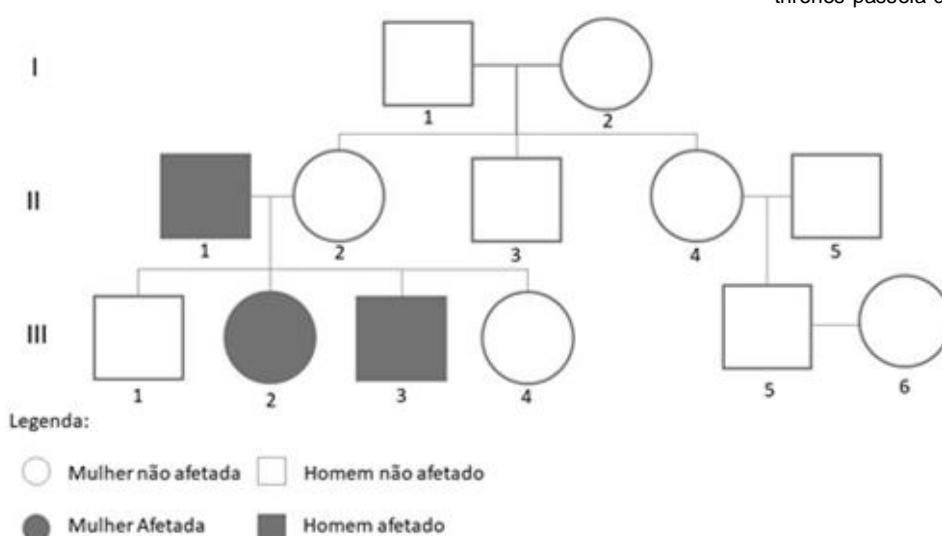 I
1
2
II
1
2
3
4
5
III
1
2
3
4
5
6
Legenda:
Mulher não afetada
Homem não afetado
Mulher Afetada
Homem afetado